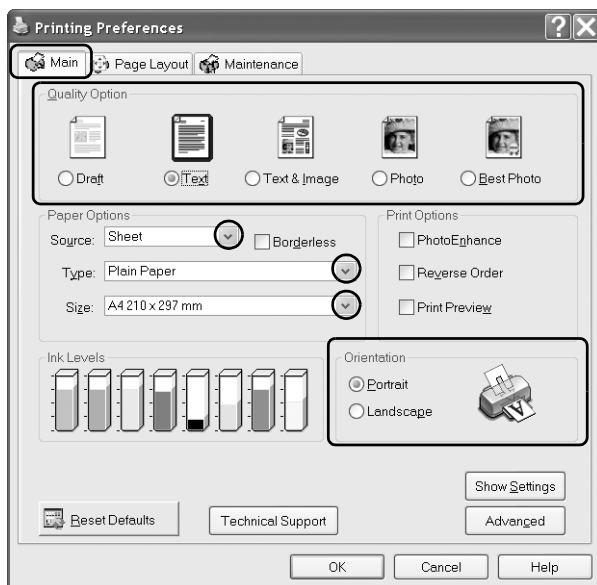 Printing Preferences
Main Page Layout Maintenance
Quality Option
Draft Text Text & Image Photo Best Photo
Paper Options
Source: Sheet Borderless
Type: Plain Paper
Size: A4 210 x 297 mm
Print Options
PhotoEnhance
Reverse Order
Print Preview
Ink Levels
Orientation
Portrait
Landscape
A
Show Settings
Reset Defaults Technical Support Advanced
OK Cancel Help